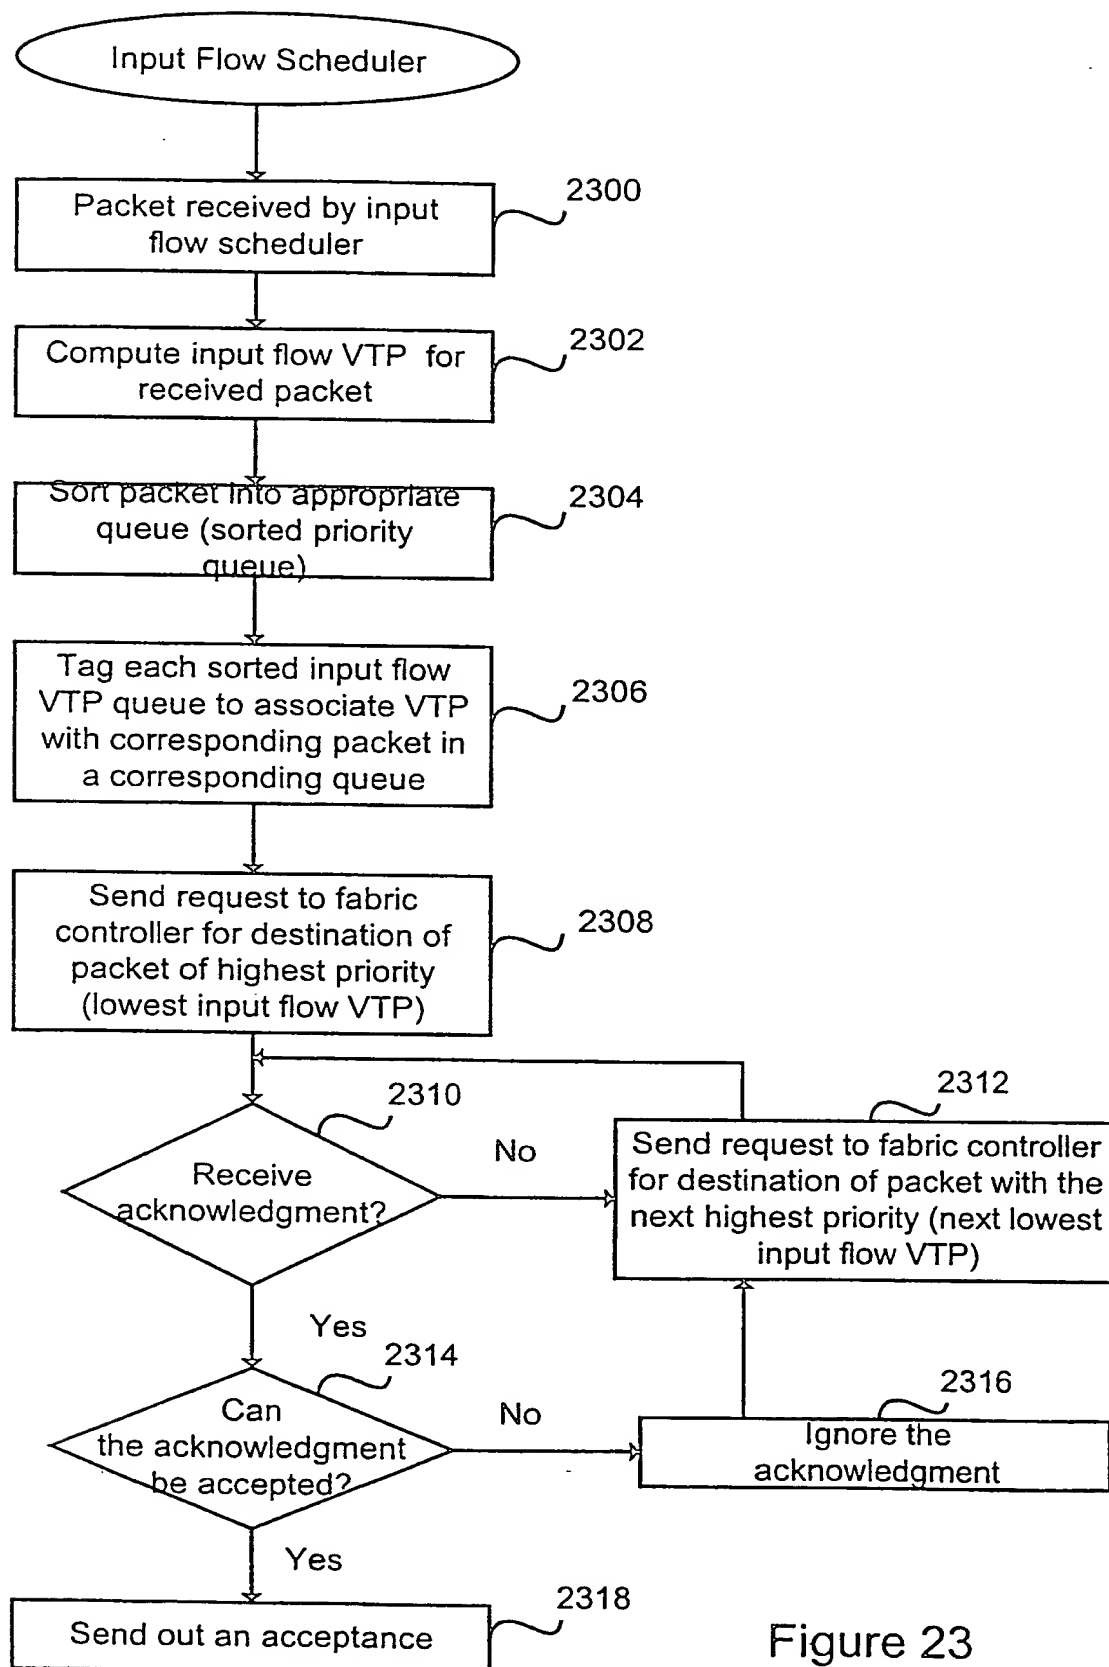 Input Flow Scheduler
Packet received by input
flow scheduler
2300
Compute input flow VTP for
received packet
2302
Sort packet into appropriate
queue (sorted priority
queue)
2304
Tag each sorted input flow
VTP queue to associate VTP
with corresponding packet in
a corresponding queue
2306
Send request to fabric
controller for destination of
packet of highest priority
(lowest input flow VTP)
2308
2310
Receive
acknowledgment?
No
2312
Send request to fabric controller
for destination of packet with the
next highest priority (next lowest
input flow VTP)
Yes
2314
Can
the acknowledgment
be accepted?
No
2316
Ignore the
acknowledgment
Yes
2318
Send out an acceptance
Figure 23